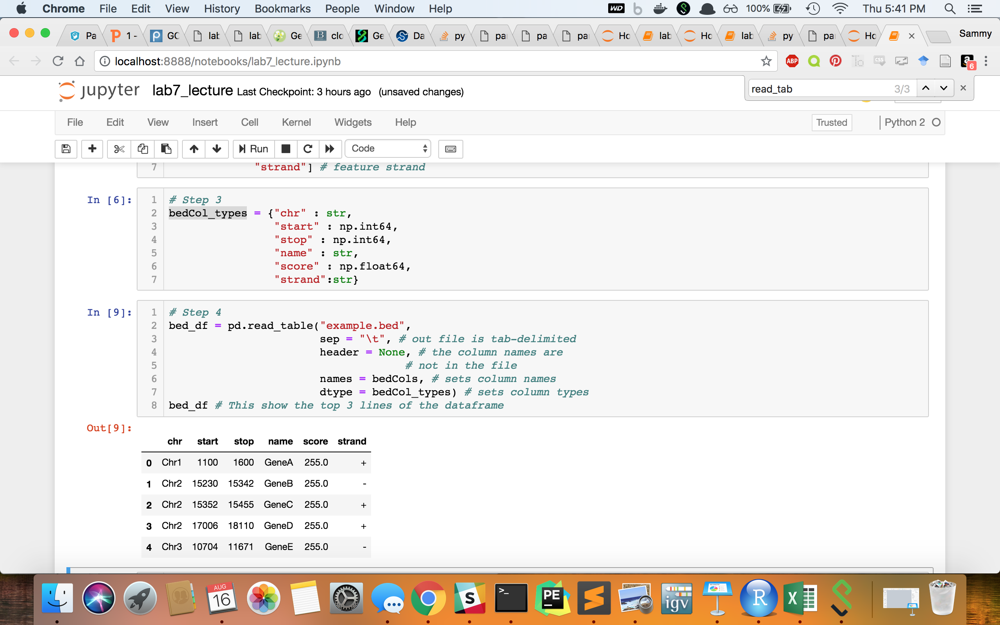 Chrome File Edit View History Bookmarks People Window Help WD 100% Thu 5:41 PM
Pa 1 - GO lab lab Ge B clo Ge Da py pa pa pa Ho lab Ho lab py pa Ho Sammy
localhost:8888/notebooks/lab7_lecture.ipynb ABP 6
jupyter lab7_lecture Last Checkpoint: 3 hours ago (unsaved changes) read_tab 3/3
File Edit View Insert Cell Kernel Widgets Help Trusted Python 2
Run Code
7 "strand"] # feature strand
In [6]: 1 # Step 3
2 bedCol_types = {"chr" : str,
3 "start" : np.int64,
4 "stop" : np.int64,
5 "name" : str,
6 "score" : np.float64,
7 "strand":str}
In [9]: 1 # Step 4
2 bed_df = pd.read_table("example.bed",
3 sep = "\t", # out file is tab-delimited
4 header = None, # the column names are
5 # not in the file
6 names = bedCols, # sets column names
7 dtype = bedCol_types) # sets column types
8 bed_df # This show the top 3 lines of the dataframe
Out[9]:
chr start stop name score strand
0 Chr1 1100 1600 GeneA 255.0 +
1 Chr2 15230 15342 GeneB 255.0 -
2 Chr2 15352 15455 GeneC 255.0 +
3 Chr2 17006 18110 GeneD 255.0 +
4 Chr3 10704 11671 GeneE 255.0 -
AUG 16 S >_ PE igv KEYNOTE R X